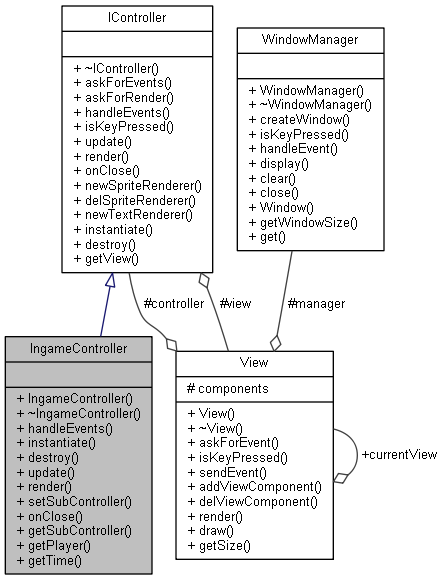 IController
+ ~IController()
+ askForEvents()
+ askForRender()
+ handleEvents()
+ isKeyPressed()
+ update()
+ render()
+ onClose()
+ newSpriteRenderer()
+ delSpriteRenderer()
+ newTextRenderer()
+ instantiate()
+ destroy()
+ getView()
WindowManager
+ WindowManager()
+ ~WindowManager()
+ createWindow()
+ isKeyPressed()
+ handleEvent()
+ display()
+ clear()
+ close()
+ Window()
+ getWindowSize()
+ get()
#controller
#view
#manager
IngameController
+ IngameController()
+ ~IngameController()
+ handleEvents()
+ instantiate()
+ destroy()
+ update()
+ render()
+ setSubController()
+ onClose()
+ getSubController()
+ getPlayer()
+ getTime()
View
# components
+ View()
+ ~View()
+ askForEvent()
+ isKeyPressed()
+ sendEvent()
+ addViewComponent()
+ delViewComponent()
+ render()
+ draw()
+ getSize()
+currentView